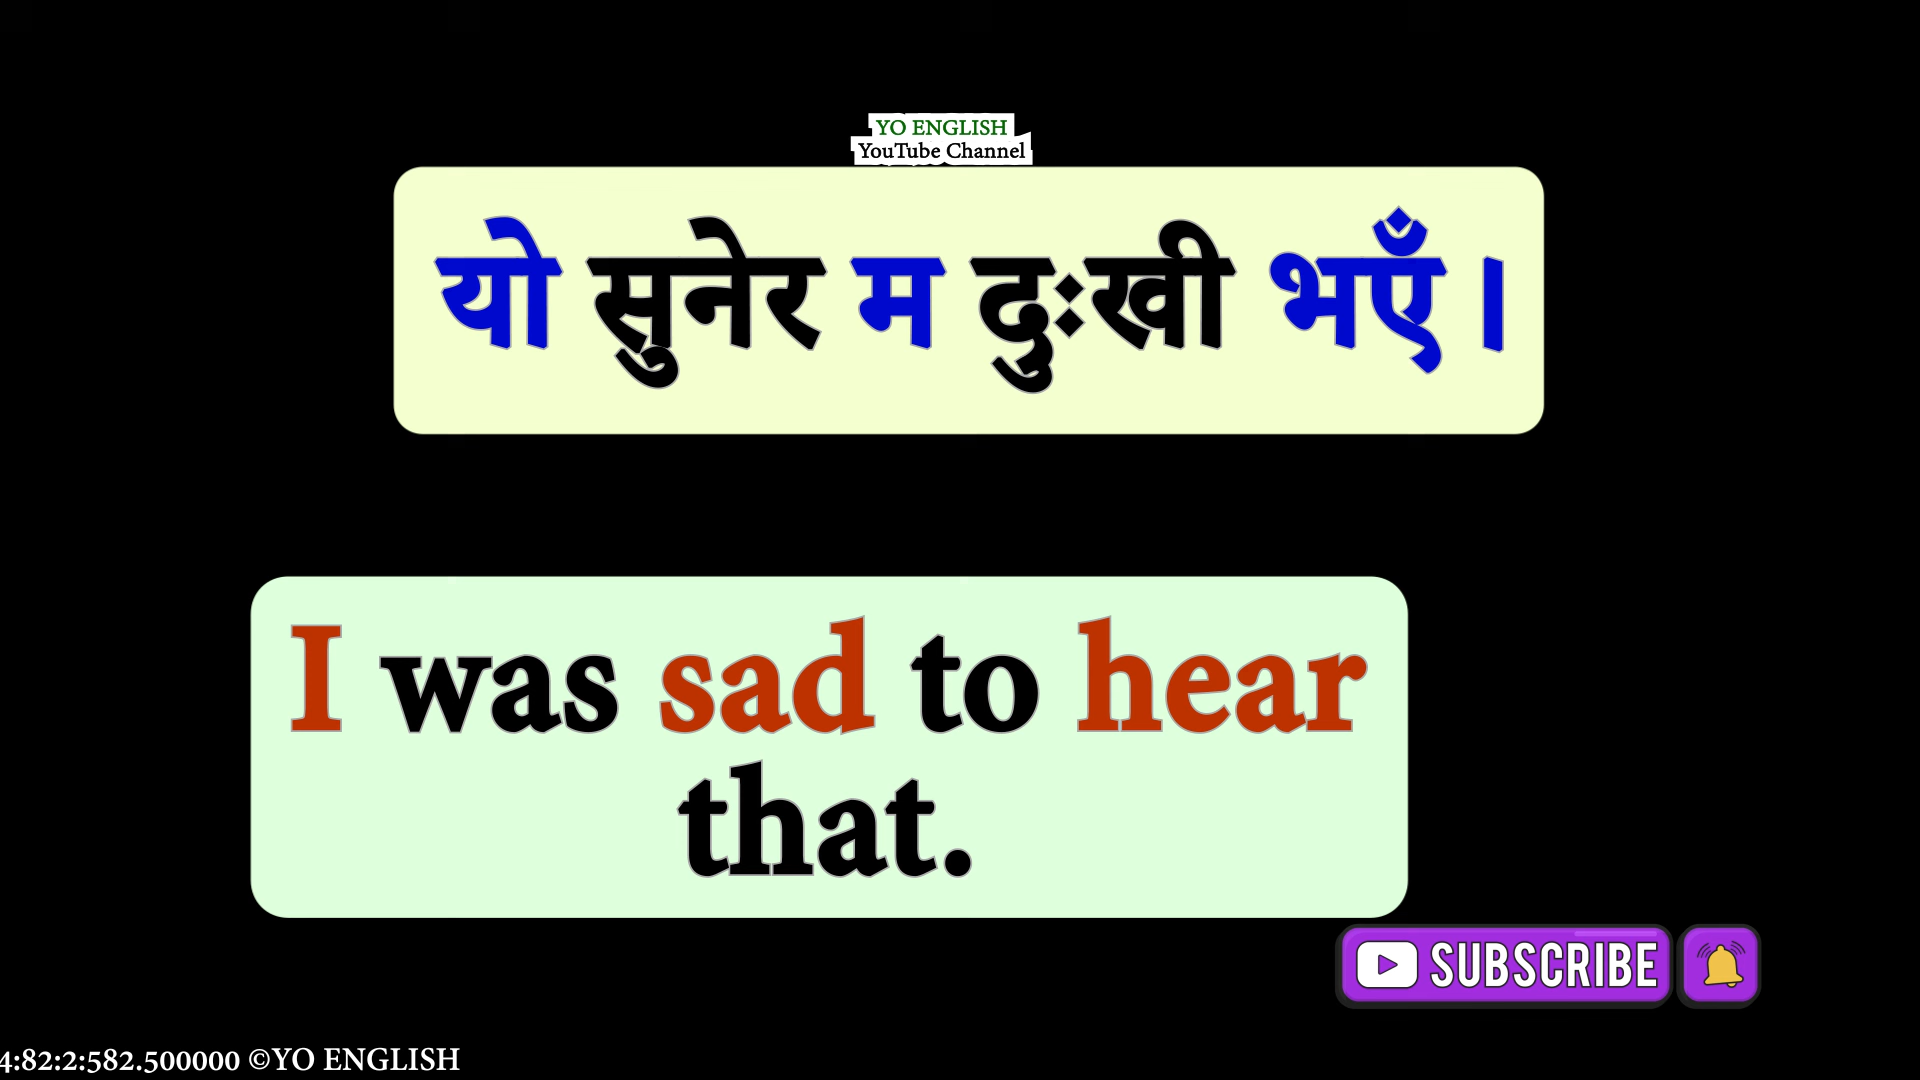 YO ENGLISH
YouTube Channel
यो सुनेर म दुःखी भएँ ।
I was sad to hear
that.
SUBSCRIBE
4:82:2:582.500000 ©YO ENGLISH